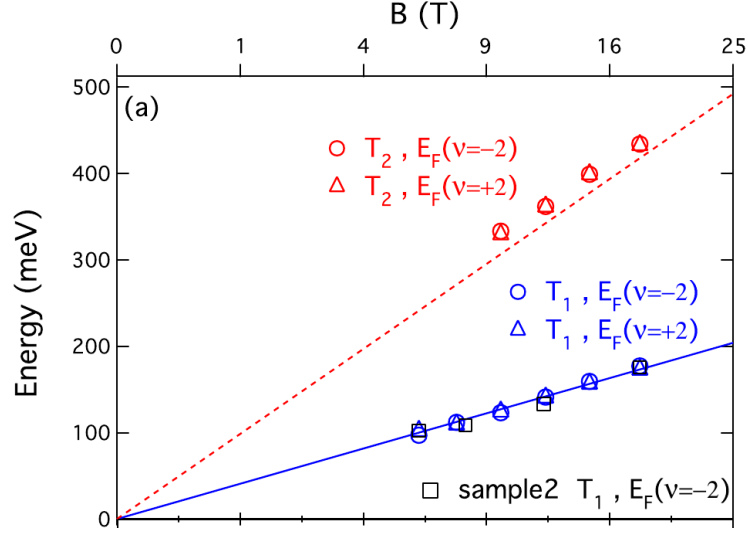 B (T)
0 1 4 9 16 25
500
(a)
T₂ , E_F(ν=−2)
400
T₂ , E_F(ν=+2)
Energy (meV)
300
T₁ , E_F(ν=−2)
T₁ , E_F(ν=+2)
200
100
sample2 T₁ , E_F(ν=−2)
0